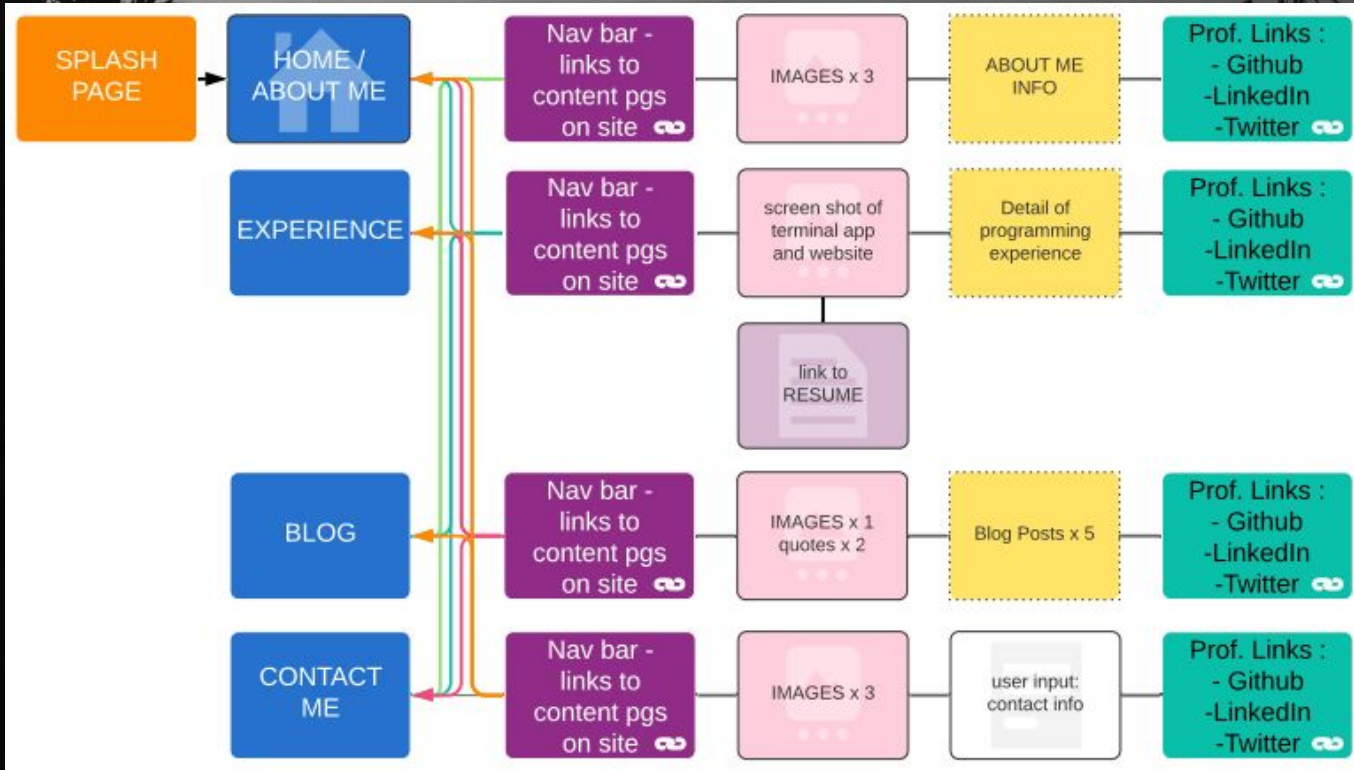 SPLASH
PAGE
HOME /
ABOUT ME
Nav bar -
links to
content pgs
on site
IMAGES x 3
ABOUT ME
INFO
Prof. Links :
- Github
-LinkedIn
-Twitter
EXPERIENCE
Nav bar -
links to
content pgs
on site
screen shot of
terminal app
and website
Detail of
programming
experience
Prof. Links :
- Github
-LinkedIn
-Twitter
link to
RESUME
BLOG
Nav bar -
links to
content pgs
on site
IMAGES x 1
quotes x 2
Blog Posts x 5
Prof. Links :
- Github
-LinkedIn
-Twitter
CONTACT
ME
Nav bar -
links to
content pgs
on site
IMAGES x 3
user input:
contact info
Prof. Links :
- Github
-LinkedIn
-Twitter